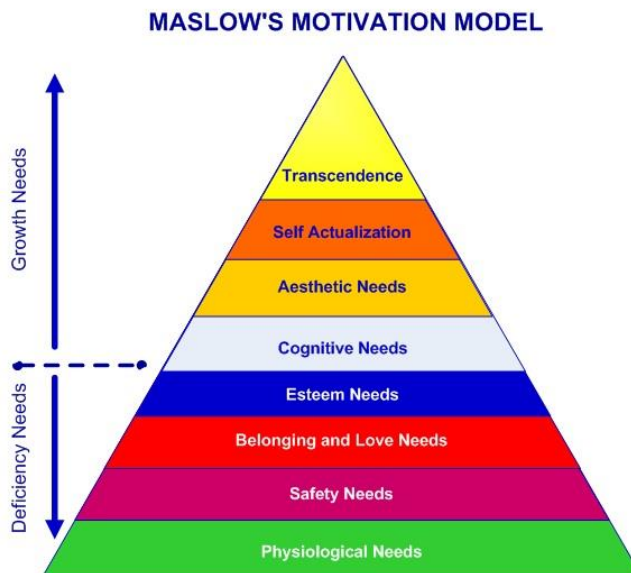 MASLOW'S MOTIVATION MODEL
Growth Needs
Deficiency Needs
Transcendence
Self Actualization
Aesthetic Needs
Cognitive Needs
Esteem Needs
Belonging and Love Needs
Safety Needs
Physiological Needs